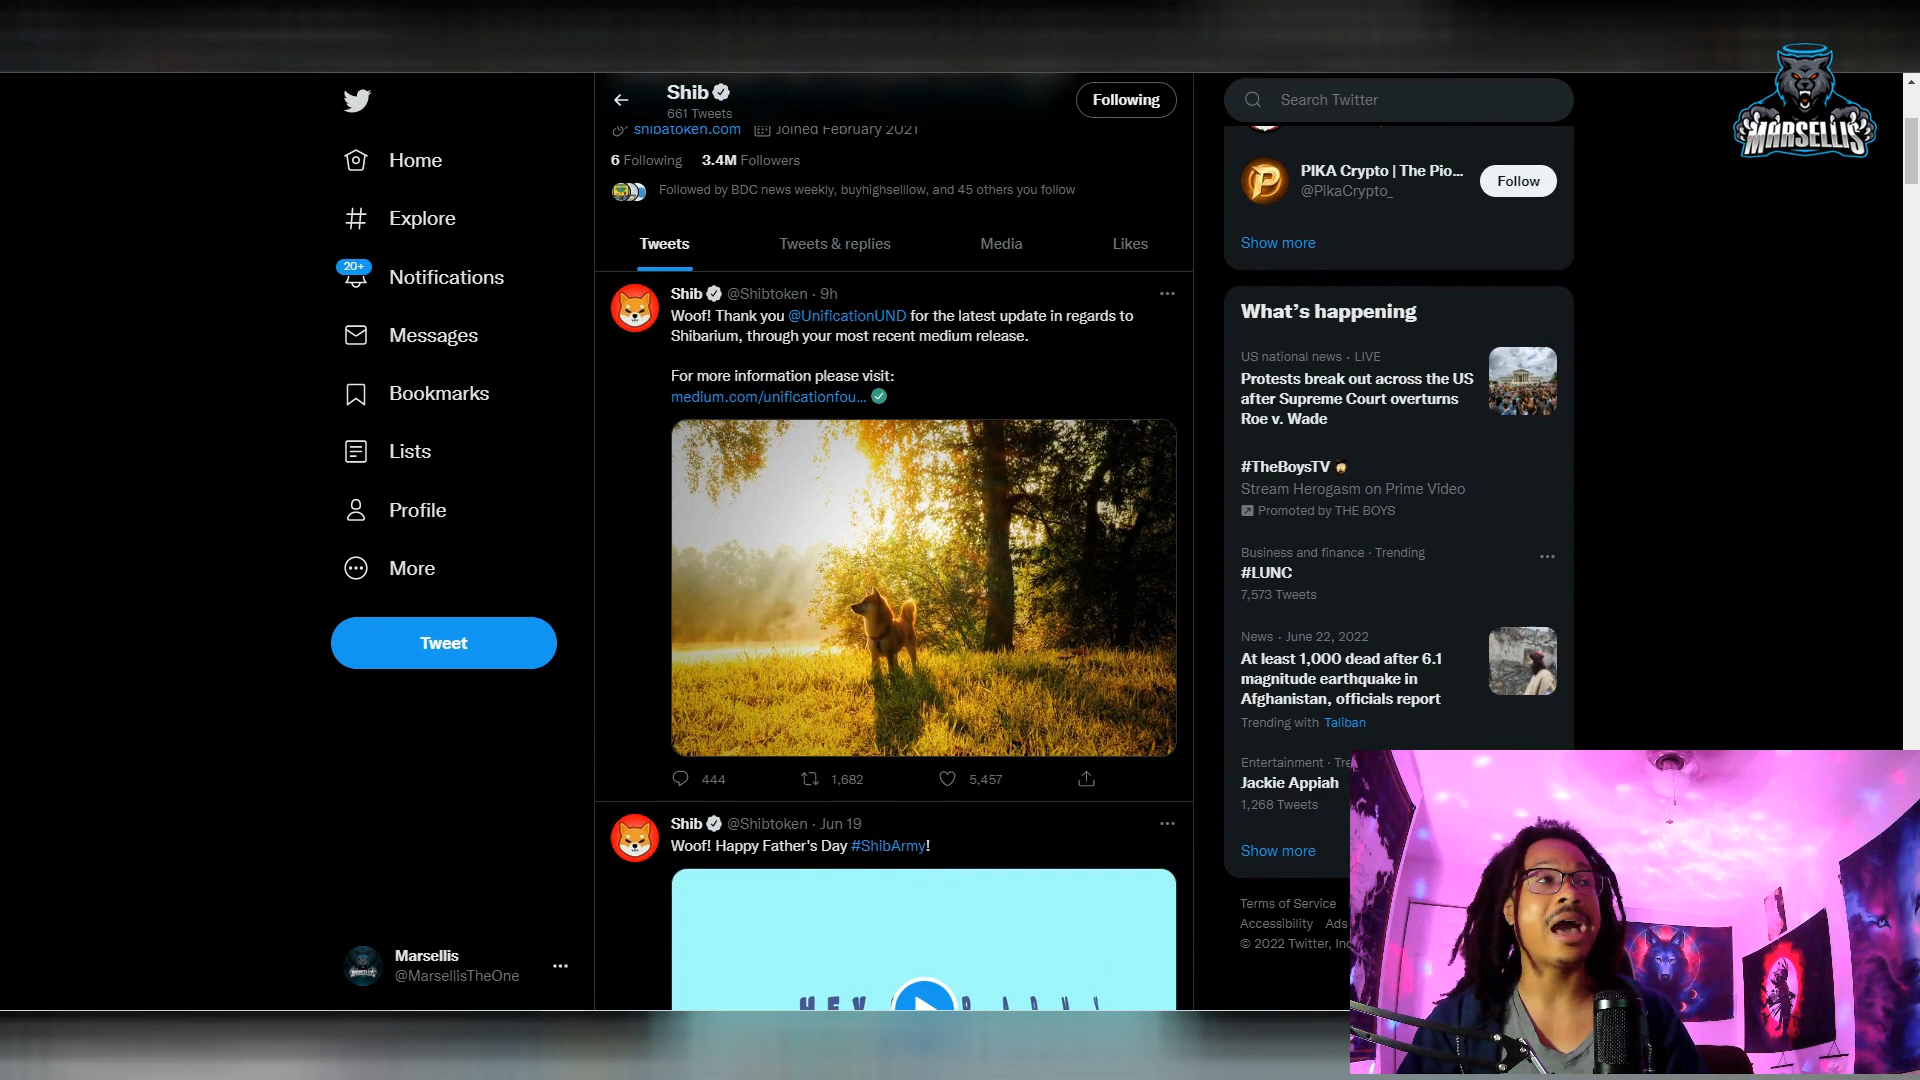 MARSELLIS
Home
Explore
20+
Notifications
Messages
Bookmarks
Lists
Profile
More
Tweet
Marsellis
@MarsellisTheOne
Shib
661 Tweets
Following
shibatoken.com Joined February 2021
6 Following 3.4M Followers
Followed by BDC news weekly, buyhighselllow, and 45 others you follow
Tweets Tweets & replies Media Likes
Shib @Shibtoken · 9h
Woof! Thank you @UnificationUND for the latest update in regards to
Shibarium, through your most recent medium release.
For more information please visit:
medium.com/unificationfou...
444 1,682 5,457
Shib @Shibtoken · Jun 19
Woof! Happy Father's Day #ShibArmy!
HEY
Search Twitter
PIKA Crypto | The Pio...
@PikaCrypto_
Follow
Show more
What's happening
US national news · LIVE
Protests break out across the US
after Supreme Court overturns
Roe v. Wade
#TheBoysTV
Stream Herogasm on Prime Video
Promoted by THE BOYS
Business and finance · Trending
#LUNC
7,573 Tweets
News · June 22, 2022
At least 1,000 dead after 6.1
magnitude earthquake in
Afghanistan, officials report
Trending with Taliban
Entertainment · Tre
Jackie Appiah
1,268 Tweets
Show more
Terms of Service
Accessibility Ads
© 2022 Twitter, Inc